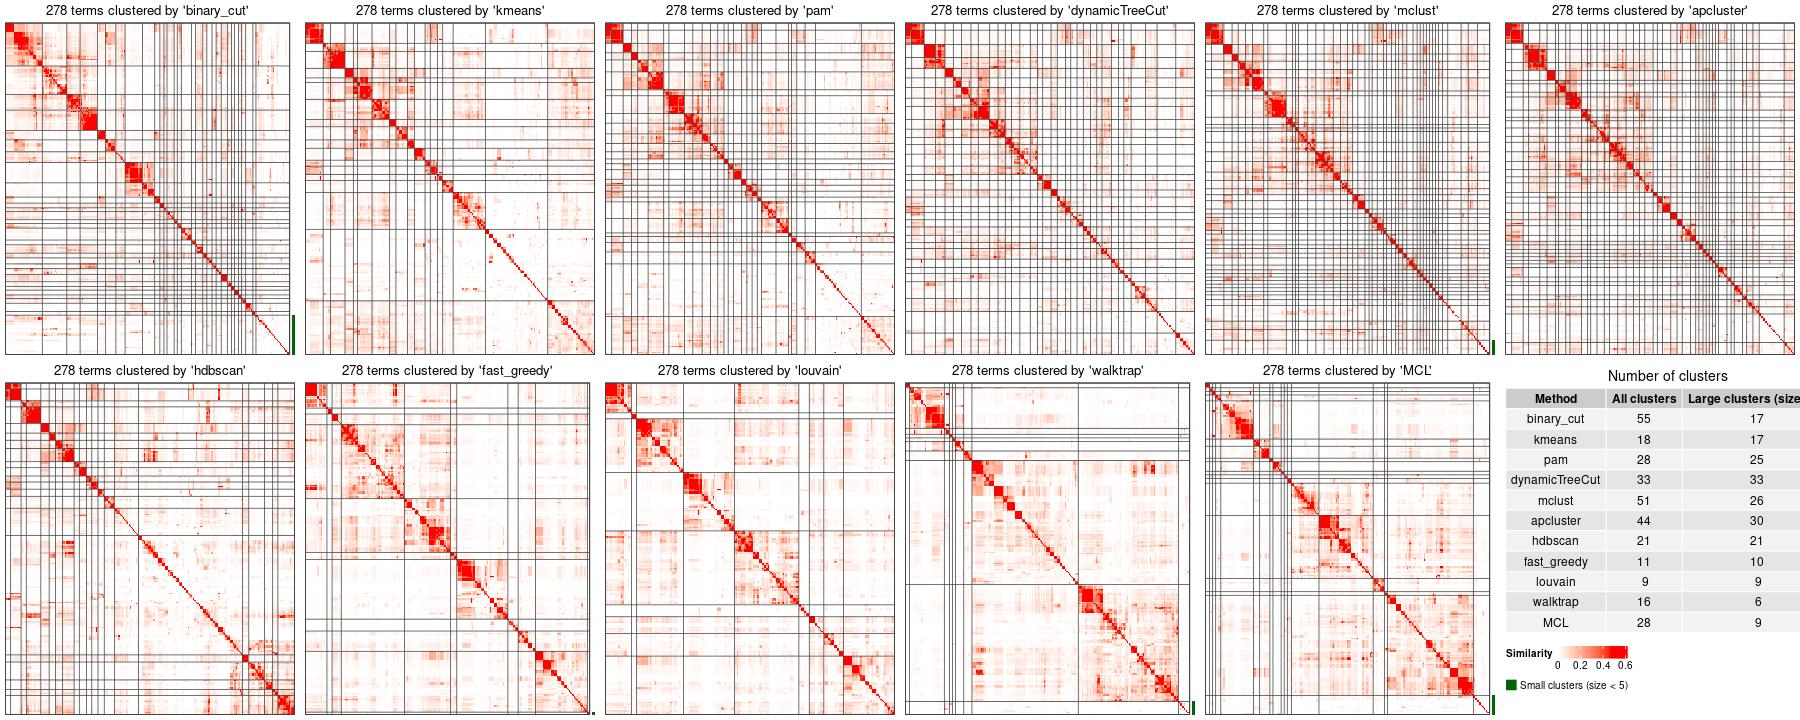 278 terms clustered by 'binary_cut'
278 terms clustered by 'kmeans'
278 terms clustered by 'pam'
278 terms clustered by 'dynamicTreeCut'
278 terms clustered by 'mclust'
278 terms clustered by 'apcluster'
278 terms clustered by 'hdbscan'
278 terms clustered by 'fast_greedy'
278 terms clustered by 'louvain'
278 terms clustered by 'walktrap'
278 terms clustered by 'MCL'
Number of clusters
Method All clusters Large clusters (size
binary_cut 55 17
kmeans 18 17
pam 28 25
dynamicTreeCut 33 33
mclust 51 26
apcluster 44 30
hdbscan 21 21
fast_greedy 11 10
louvain 9 9
walktrap 16 6
MCL 28 9
Similarity
0 0.2 0.4 0.6
Small clusters (size < 5)